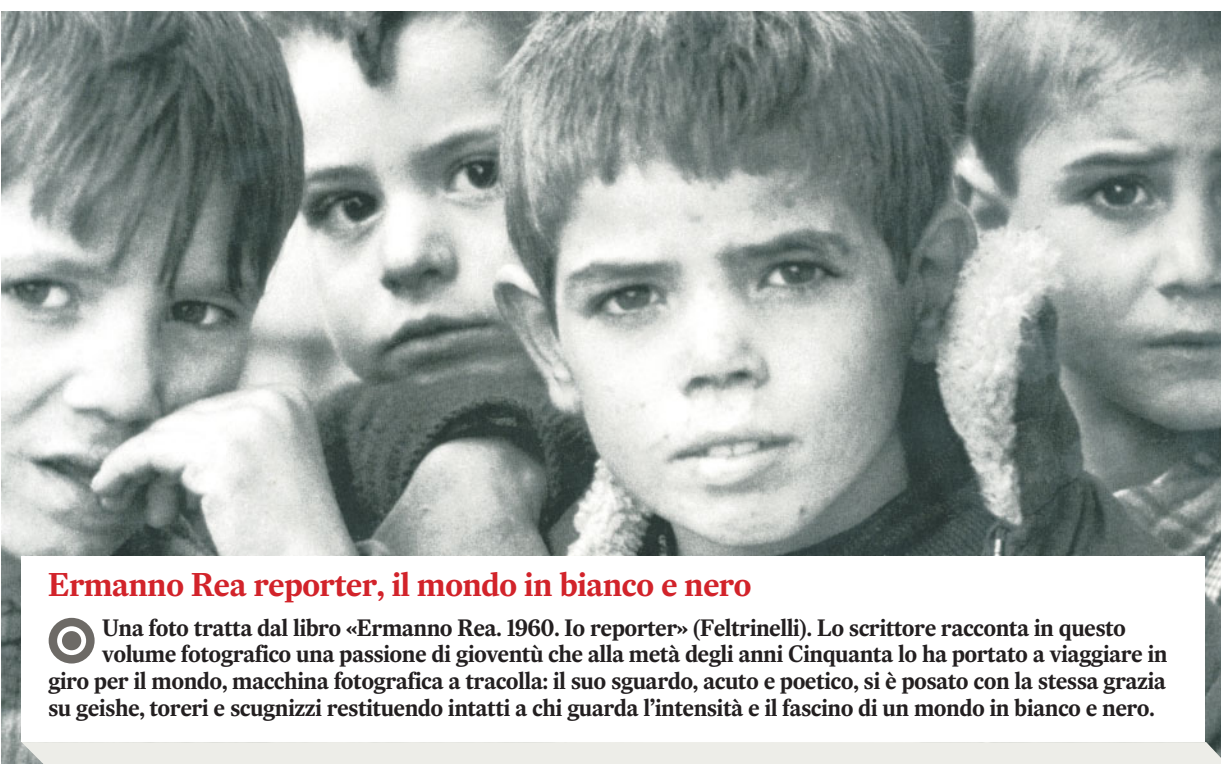 Ermanno Rea reporter, il mondo in bianco e nero
Una foto tratta dal libro «Ermanno Rea. 1960. Io reporter» (Feltrinelli). Lo scrittore racconta in questo
volume fotografico una passione di gioventù che alla metà degli anni Cinquanta lo ha portato a viaggiare in
giro per il mondo, macchina fotografica a tracolla: il suo sguardo, acuto e poetico, si è posato con la stessa grazia
su geishe, toreri e scugnizzi restituendo intatti a chi guarda l’intensità e il fascino di un mondo in bianco e nero.